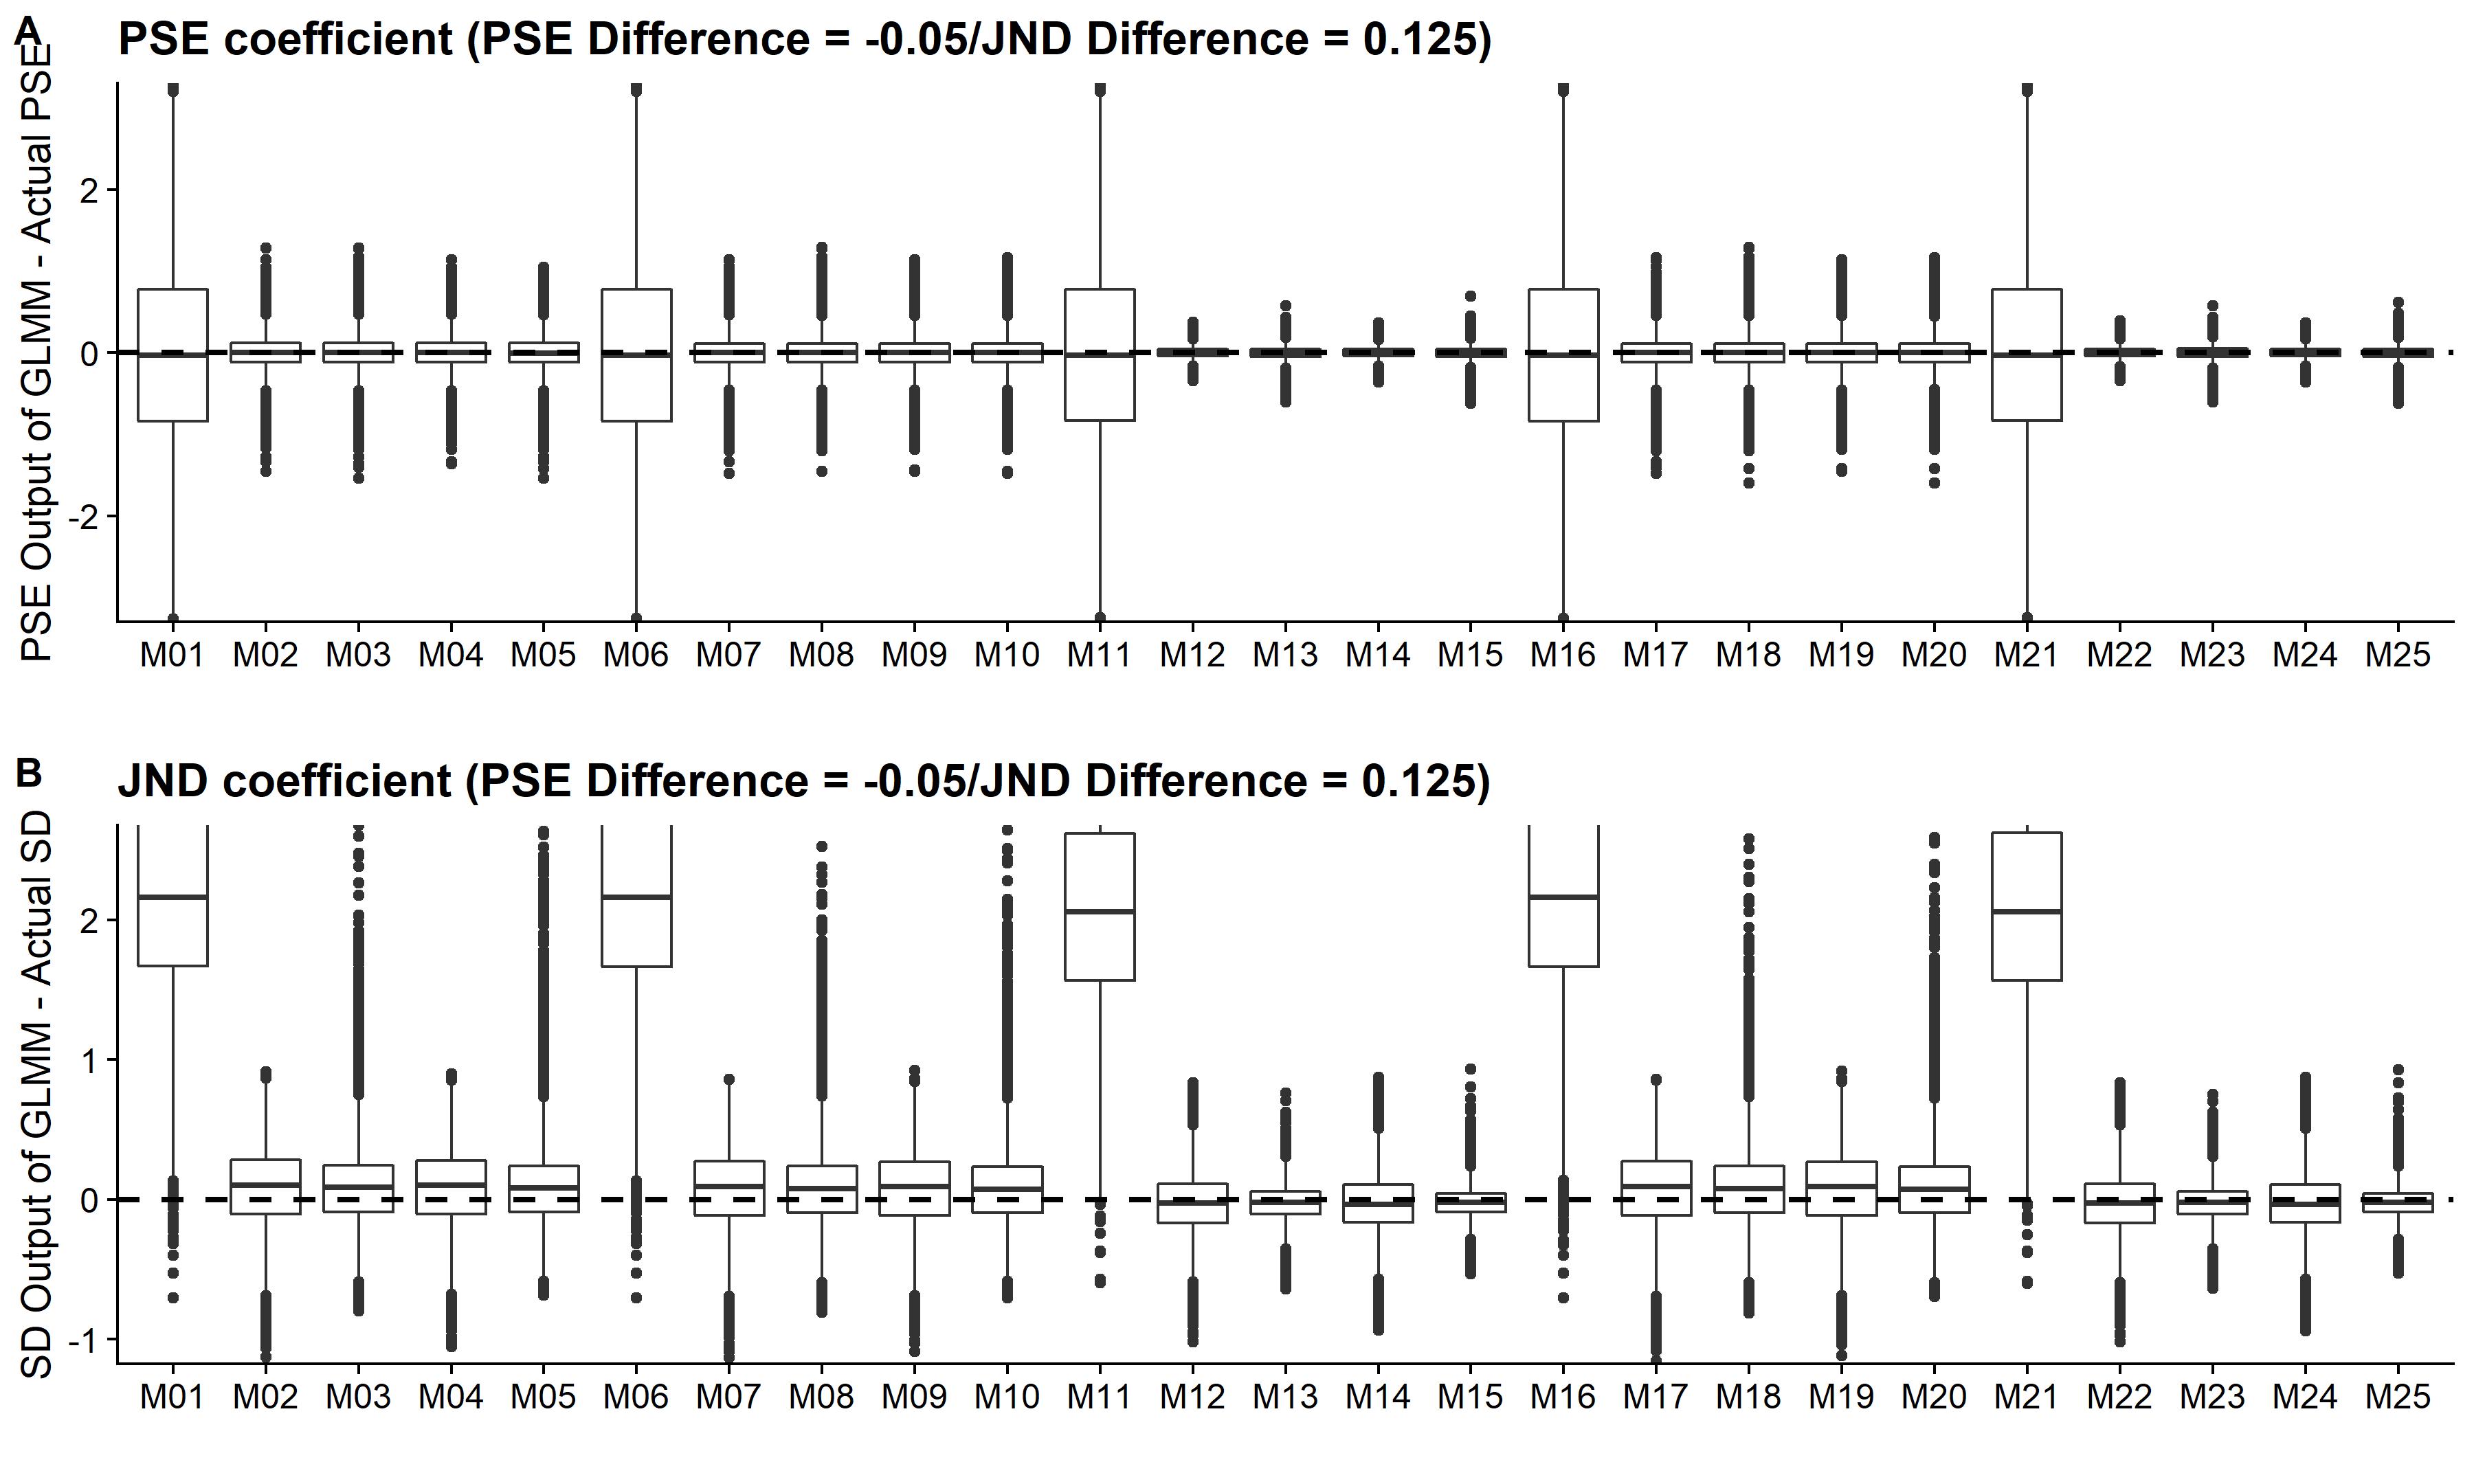 A
PSE coefficient (PSE Difference = -0.05/JND Difference = 0.125)
PSE Output of GLMM - Actual PSE
2
0
-2
M01 M02 M03 M04 M05 M06 M07 M08 M09 M10 M11 M12 M13 M14 M15 M16 M17 M18 M19 M20 M21 M22 M23 M24 M25
B
JND coefficient (PSE Difference = -0.05/JND Difference = 0.125)
SD Output of GLMM - Actual SD
2
1
0
-1
M01 M02 M03 M04 M05 M06 M07 M08 M09 M10 M11 M12 M13 M14 M15 M16 M17 M18 M19 M20 M21 M22 M23 M24 M25